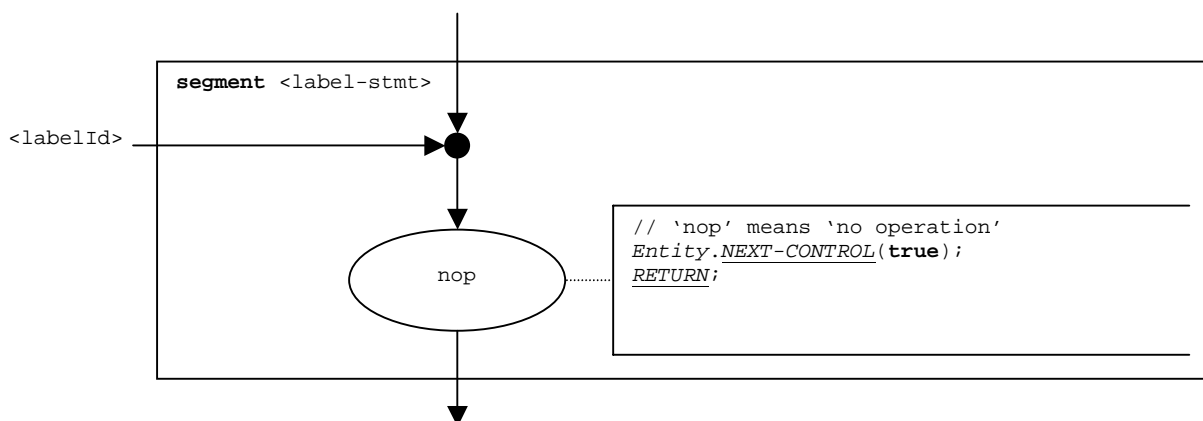 segment <label-stmt>
<labelId>
// ‘nop’ means ‘no operation’
Entity.NEXT-CONTROL(true);
RETURN;
nop